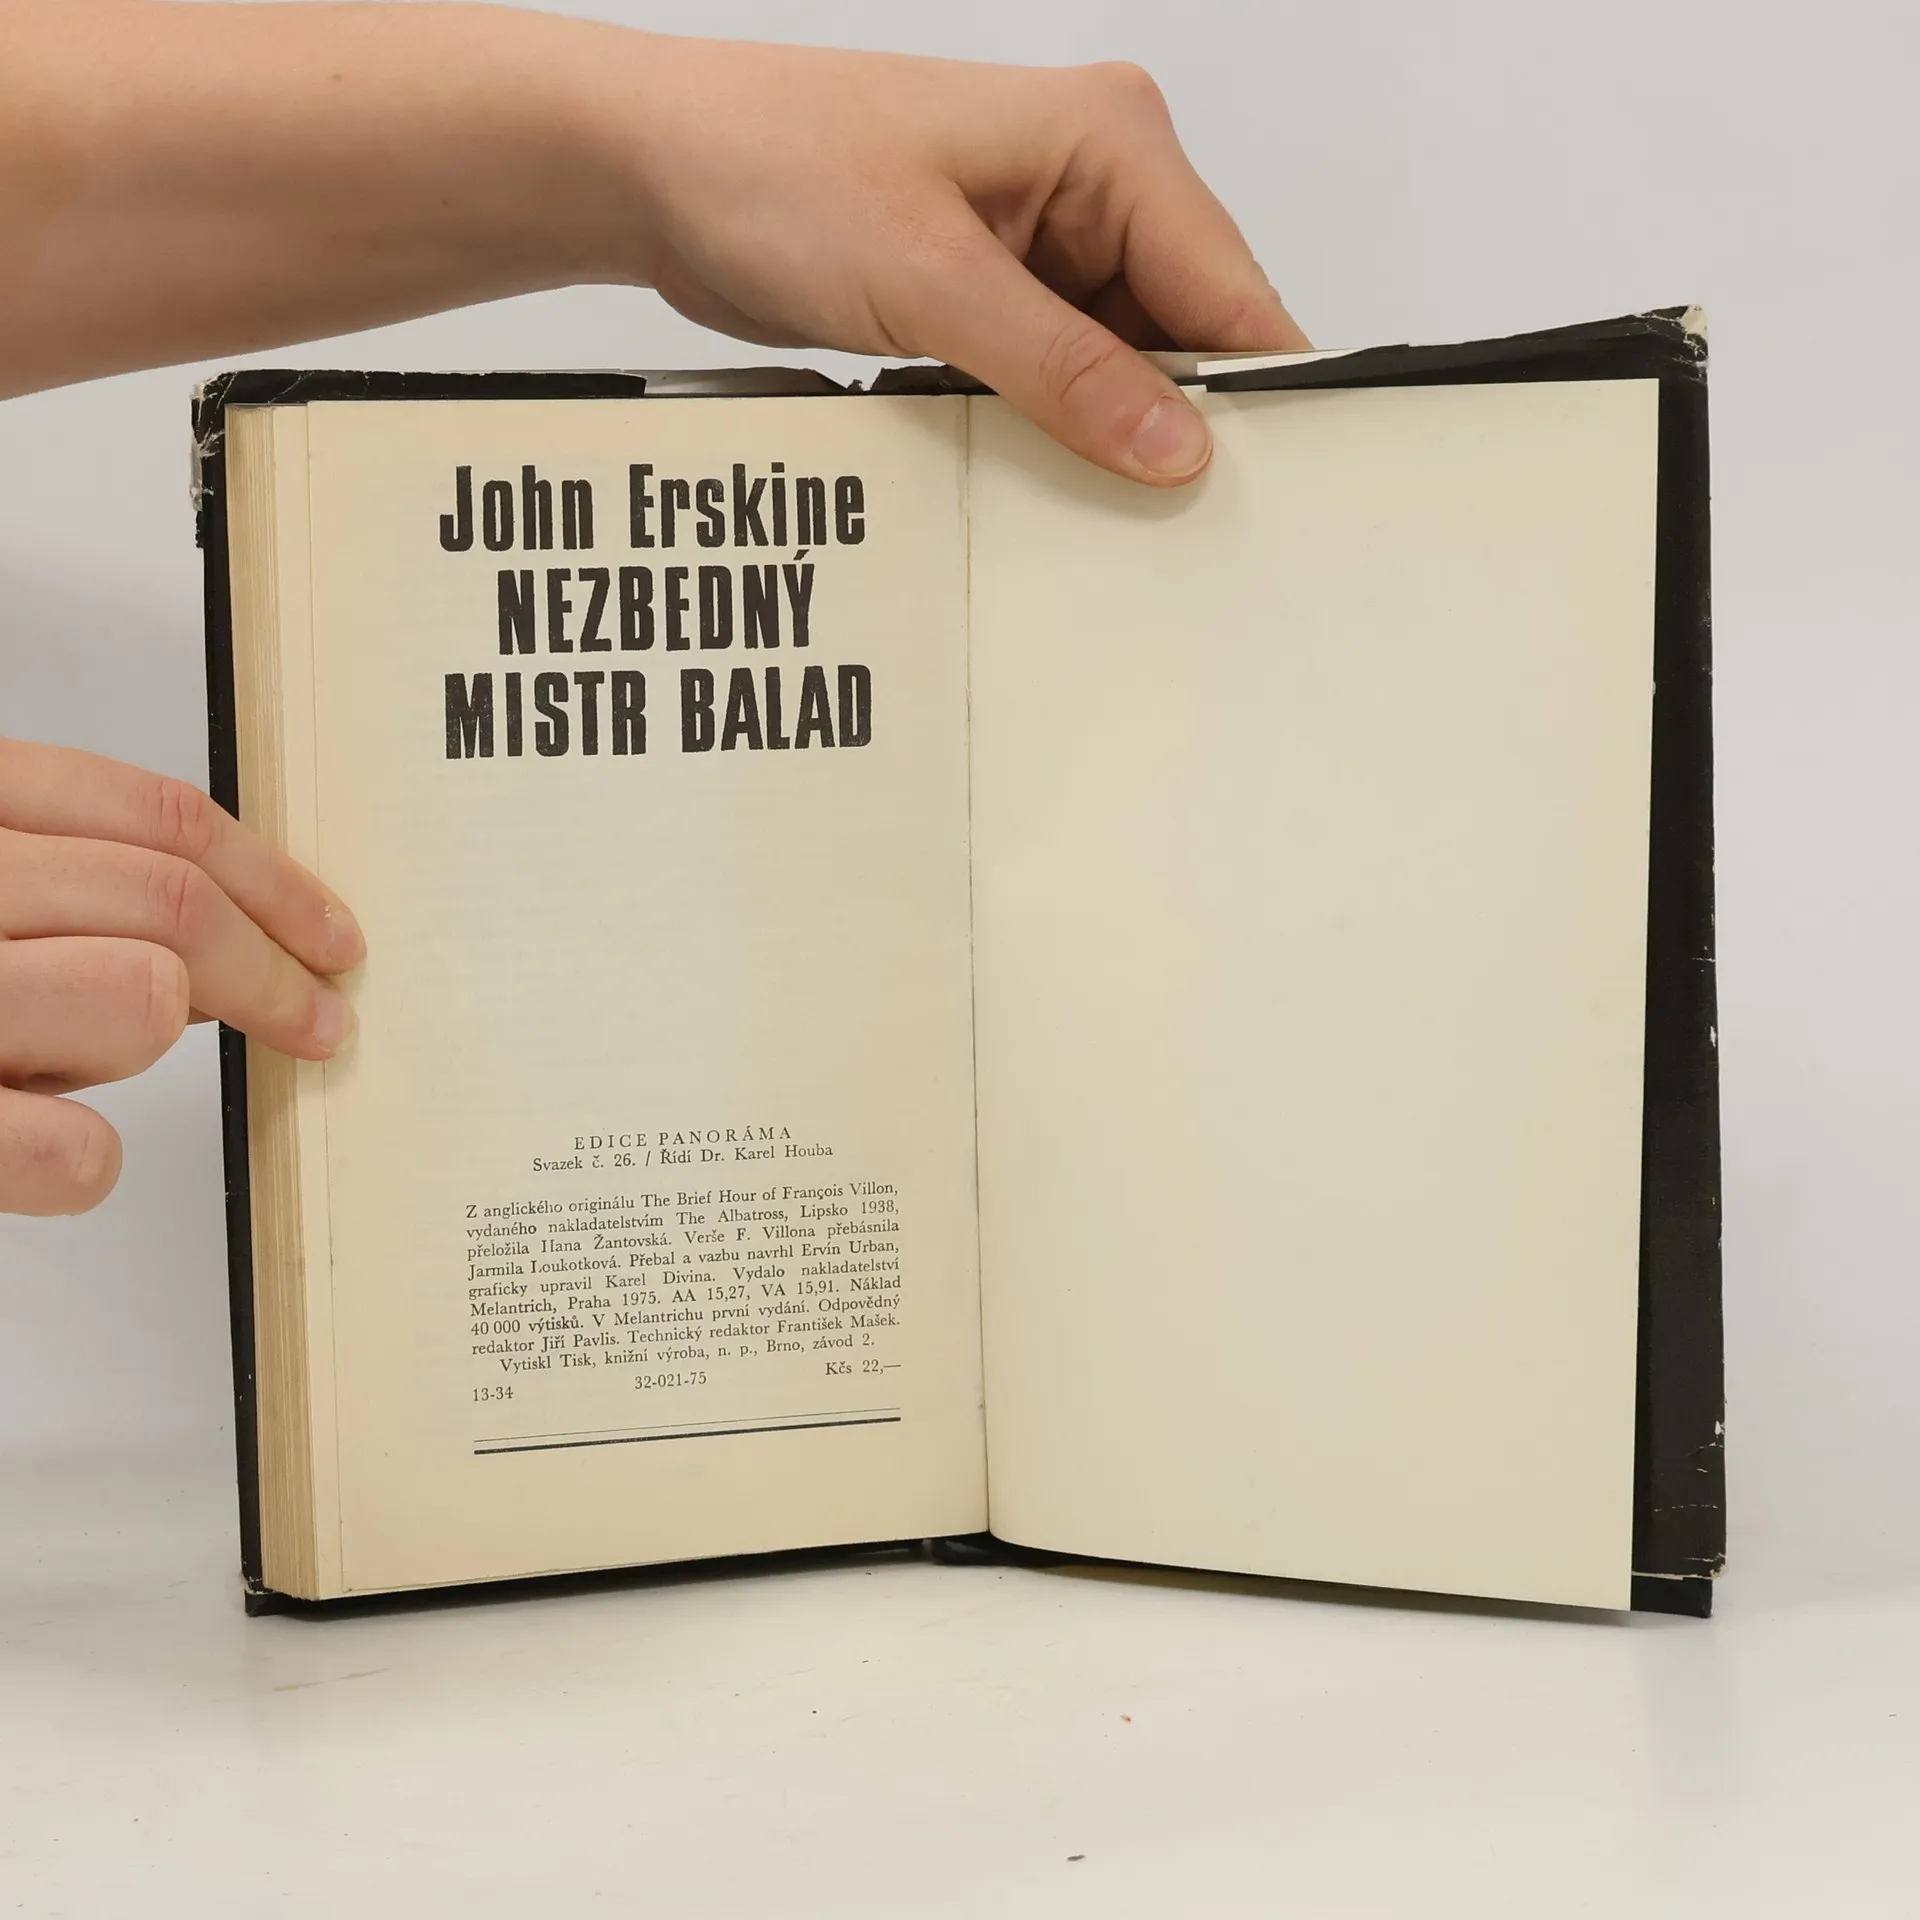 John Erskine
NEZBEDNÝ
MISTR BALAD
EDICE PANORÁMA
Svazek č. 26. / Řídí Dr. Karel Houba
Z anglického originálu The Brief Hour of François Villon,
vydaného nakladatelstvím The Albatross, Lipsko 1938,
přeložila Hana Žantovská. Verše F. Villona přebásnila
Jarmila Loukotková. Přebal a vazbu navrhl Ervín Urban,
graficky upravil Karel Divina. Vydalo nakladatelství
Melantrich, Praha 1975. AA 15,27, VA 15,91. Náklad
40 000 výtisků. V Melantrichu první vydání. Odpovědný
redaktor Jiří Pavlis. Technický redaktor František Mašek.
Vytiskl Tisk, knižní výroba, n. p., Brno, závod 2.
13-34 32-021-75 Kčs 22,—